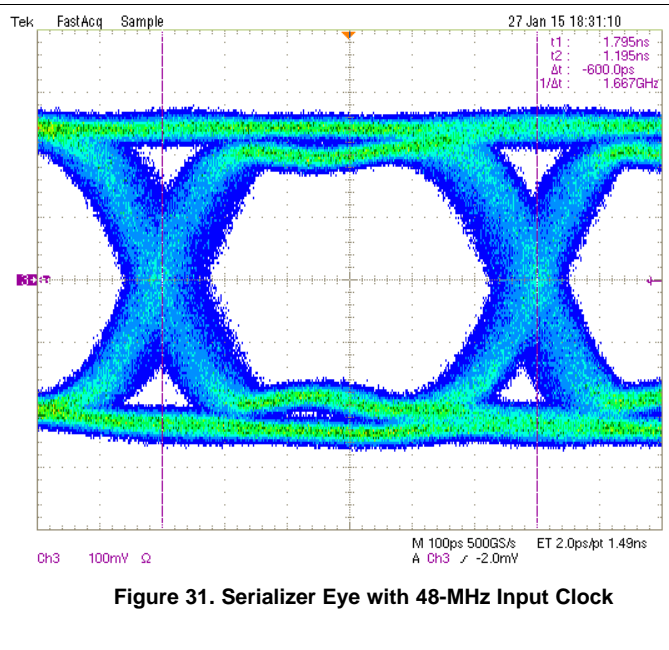 Tek FastAcq Sample 27 Jan 15 18:31:10
t1 : 1.795ns
t2 : 1.195ns
Δt : -600.0ps
1/Δt : 1.667GHz
3
M 100ps 500GS/s ET 2.0ps/pt 1.49ns
Ch3 100mV Ω A Ch3 ∕ -2.0mV
Figure 31. Serializer Eye with 48-MHz Input Clock